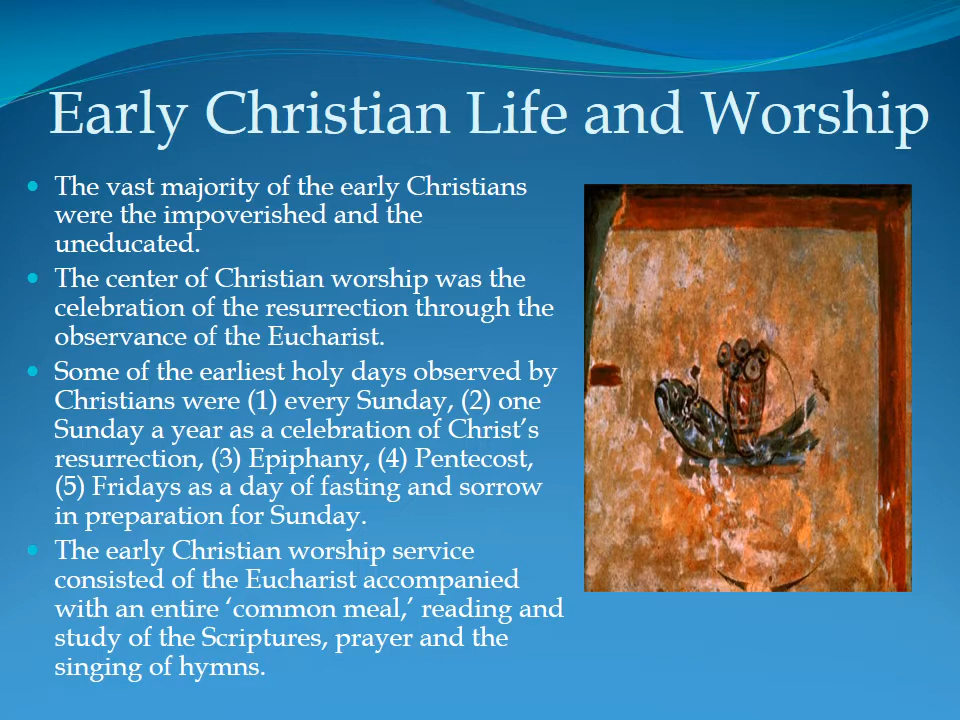 Early Christian Life and Worship
The vast majority of the early Christians
were the impoverished and the
uneducated.
The center of Christian worship was the
celebration of the resurrection through the
observance of the Eucharist.
Some of the earliest holy days observed by
Christians were (1) every Sunday, (2) one
Sunday a year as a celebration of Christ’s
resurrection, (3) Epiphany, (4) Pentecost,
(5) Fridays as a day of fasting and sorrow
in preparation for Sunday.
The early Christian worship service
consisted of the Eucharist accompanied
with an entire ‘common meal,’ reading and
study of the Scriptures, prayer and the
singing of hymns.